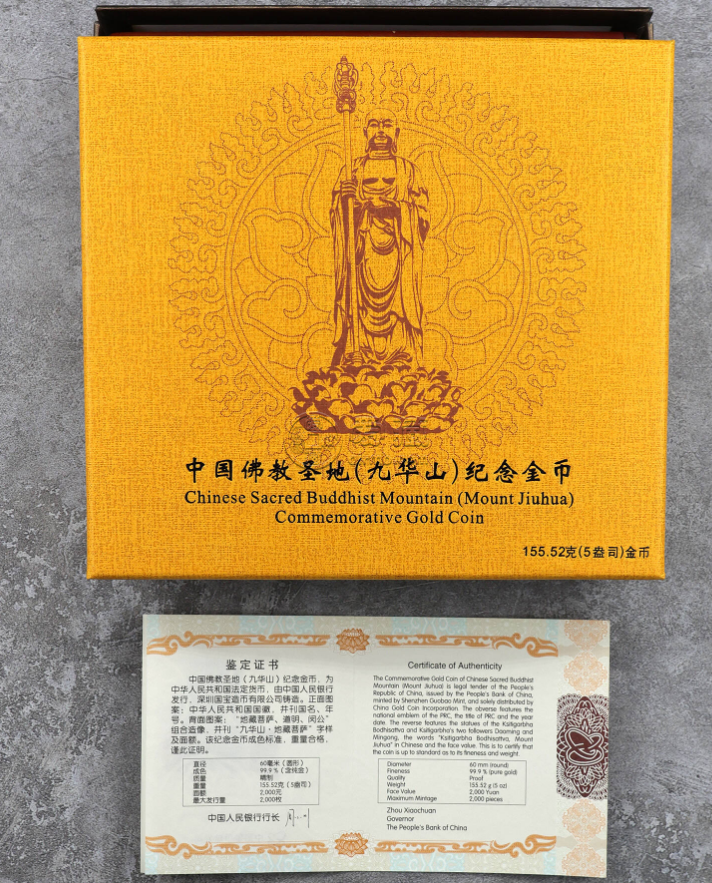 中国佛教圣地(九华山)纪念金币
Chinese Sacred Buddhist Mountain (Mount Jiuhua)
Commemorative Gold Coin
155.52克(5盎司)金币
鉴定证书
中国佛教圣地（九华山）纪念金币，为
中华人民共和国法定货币，由中国人民银行
发行，深圳国宝造币有限公司铸造。正面图
案：中华人民共和国国徽，并刊国名、年
号。背面图案：“地藏菩萨、道明、闵公”
组合造像，并刊“九华山·地藏菩萨”字样
及面额。该纪念金币成色标准，重量合格，
谨此证明。
直径 60毫米（圆形）
成色 99.9％（含纯金）
质量 精制
重量 155.52克（5盎司）
面额 2,000元
最大发行量 2,000枚
中国人民银行行长
Certificate of Authenticity
The Commemorative Gold Coin of Chinese Sacred Buddhist
Mountain (Mount Jiuhua) is legal tender of the People's
Republic of China, issued by the People's Bank of China,
minted by Shenzhen Guobao Mint, and solely distributed by
China Gold Coin Incorporation. The obverse features the
national emblem of the PRC, the title of PRC and the year
date. The reverse features the statues of the Ksitigarbha
Bodhisattva and Ksitigarbha's two followers Daoming and
Mingong, the words "Ksitigarbha Bodhisattva, Mount
Jiuhua" in Chinese and the face value. This is to certify that
the coin is up to standard as to its fineness and weight.
Diameter 60 mm (round)
Fineness 99.9 % (pure gold)
Quality Proof
Weight 155.52 g (5 oz)
Face Value 2,000 Yuan
Maximum Mintage 2,000 pieces
Zhou Xiaochuan
Governor
The People's Bank of China